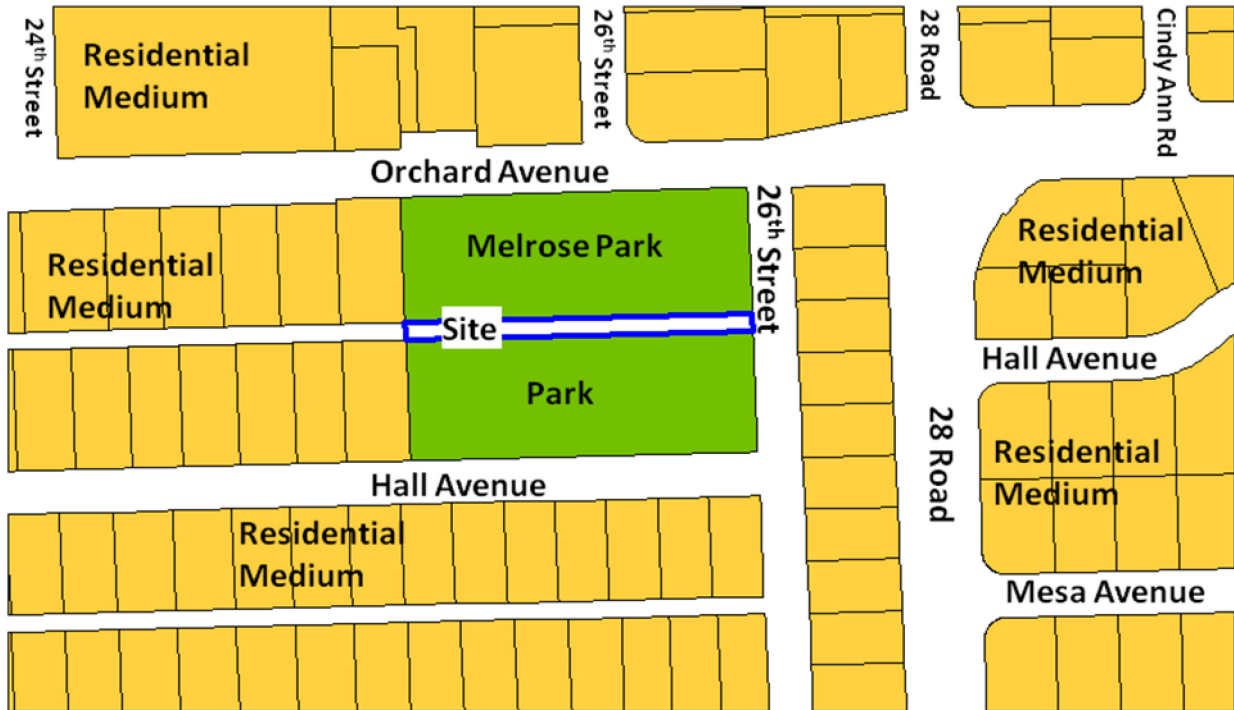 24th Street
Residential
Medium
26th Street
28 Road
Cindy Ann Rd
Orchard Avenue
Residential
Medium
Melrose Park
26th Street
Residential
Medium
Site
Hall Avenue
Park
28 Road
Residential
Medium
Hall Avenue
Residential
Medium
Mesa Avenue